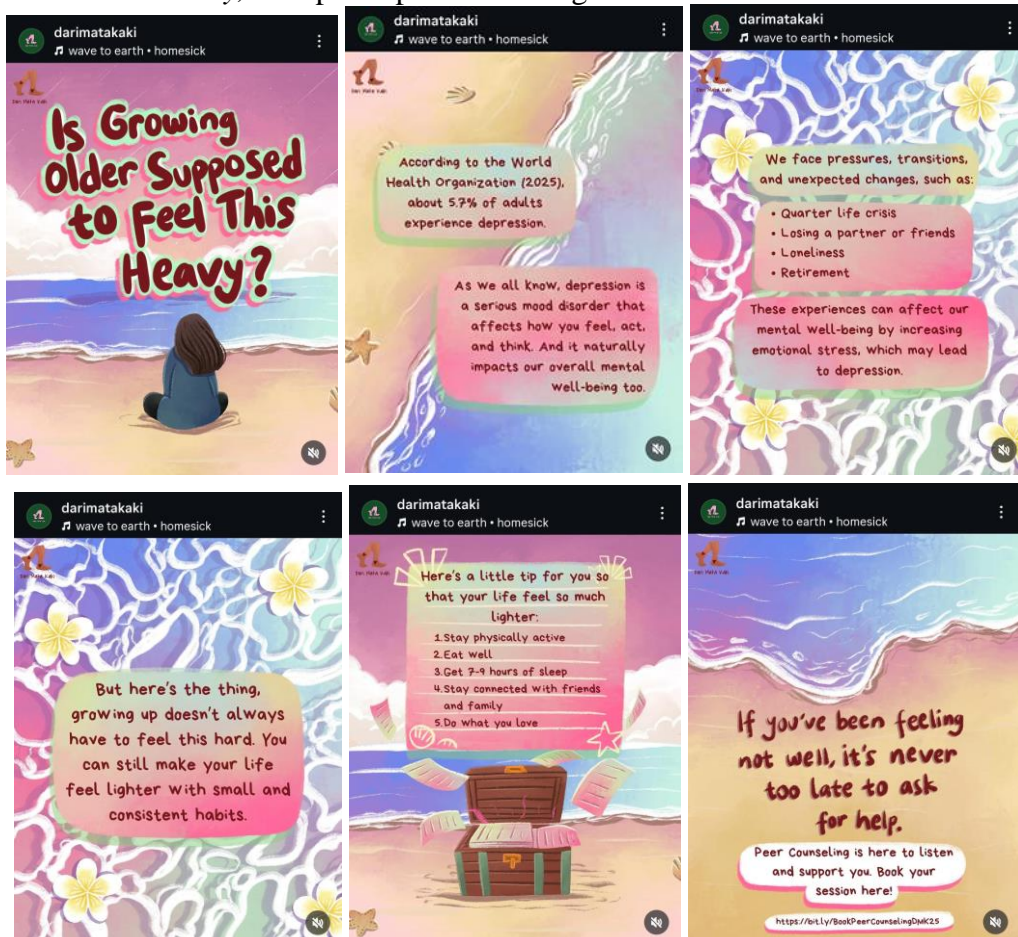 darimatakaki
wave to earth • homesick
Is Growing
Older Supposed
to Feel This
Heavy?
darimatakaki
wave to earth • homesick
According to the World
Health Organization (2025),
about 5.7% of adults
experience depression.
As we all know, depression is
a serious mood disorder that
affects how you feel, act,
and think. And it naturally
impacts our overall mental
well-being too.
darimatakaki
wave to earth • homesick
We face pressures, transitions,
and unexpected changes, such as:
• Quarter life crisis
• Losing a partner or friends
• Loneliness
• Retirement
These experiences can affect our
mental well-being by increasing
emotional stress, which may lead
to depression.
darimatakaki
wave to earth • homesick
But here's the thing,
growing up doesn't always
have to feel this hard. You
can still make your life
feel lighter with small and
consistent habits.
darimatakaki
wave to earth • homesick
Here's a little tip for you so
that your life feel so much
lighter:
1.Stay physically active
2.Eat well
3.Get 7-9 hours of sleep
4.Stay connected with friends
and family
5.Do what you love
darimatakaki
wave to earth • homesick
If you've been feeling
not well, it's never
too late to ask
for help.
Peer Counseling is here to listen
and support you. Book your
session here!
https://bit.ly/BookPeerCounselingDMK25